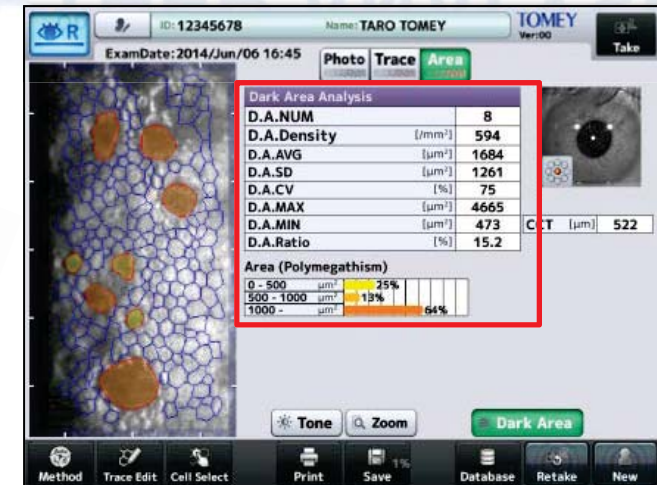 R ID: 12345678 Name: TARO TOMEY TOMEY
Ver:00
Take
ExamDate:2014/Jun/06 16:45
Photo Trace Area
Dark Area Analysis
D.A.NUM 8
D.A.Density [/mm²] 594
D.A.AVG [µm²] 1684
D.A.SD [µm²] 1261
D.A.CV [%] 75
D.A.MAX [µm²] 4665
D.A.MIN [µm²] 473
D.A.Ratio [%] 15.2
CCT [µm] 522
Area (Polymegathism)
0 - 500 µm² 25%
500 - 1000 µm² 13%
1000 - µm² 64%
Tone Zoom Dark Area
Method Trace Edit Cell Select Print Save 1% Database Retake New